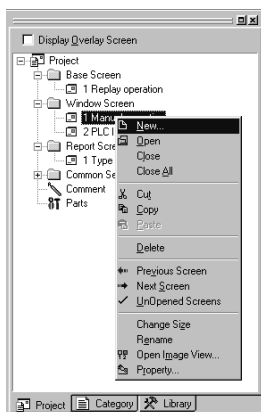 Display Overlay Screen
Project
Base Screen
1 Replay operation
Window Screen
1 Manu
2 PLC I
Report Scre
1 Type
Common Se
Comment
Parts
New...
Open
Close
Close All
Cut
Copy
Paste
Delete
Previous Screen
Next Screen
UnOpened Screens
Change Size
Rename
Open Image View...
Property...
Project Category Library